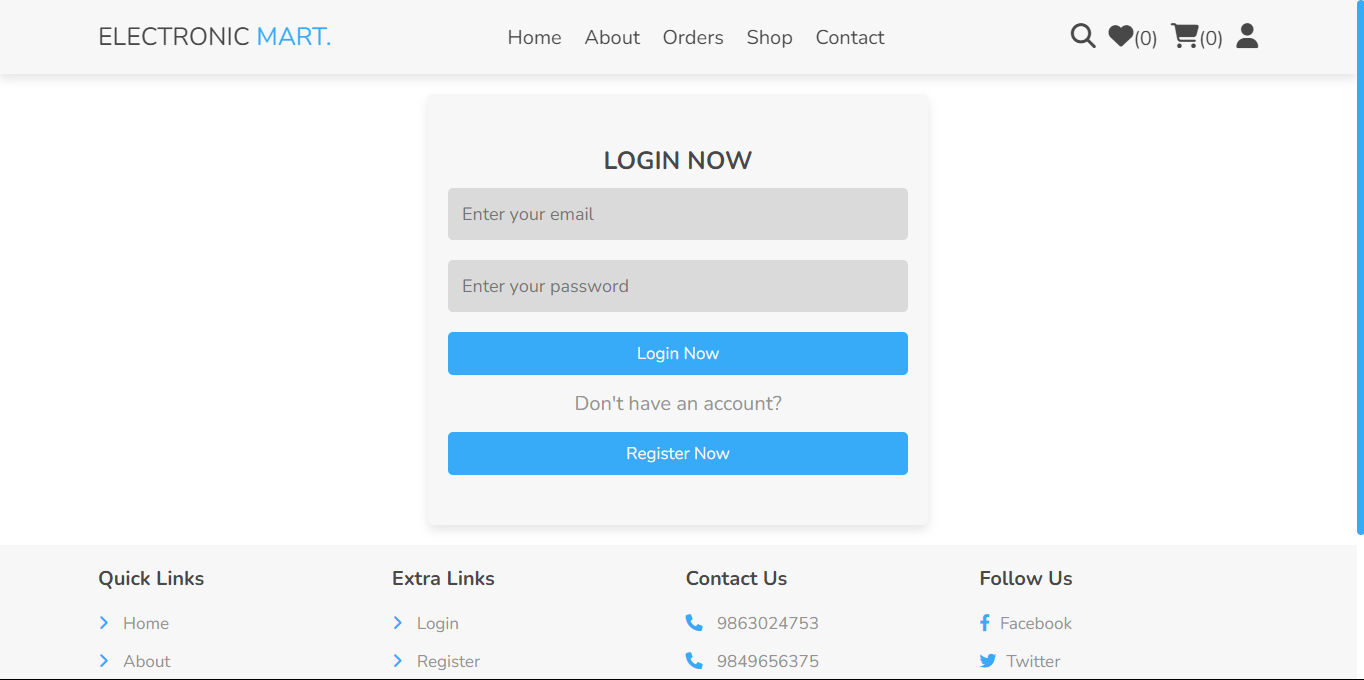 ELECTRONIC MART.
Home About Orders Shop Contact
(0) (0)
LOGIN NOW
Enter your email
Enter your password
Login Now
Don't have an account?
Register Now
Quick Links
Home
About
Extra Links
Login
Register
Contact Us
9863024753
9849656375
Follow Us
Facebook
Twitter